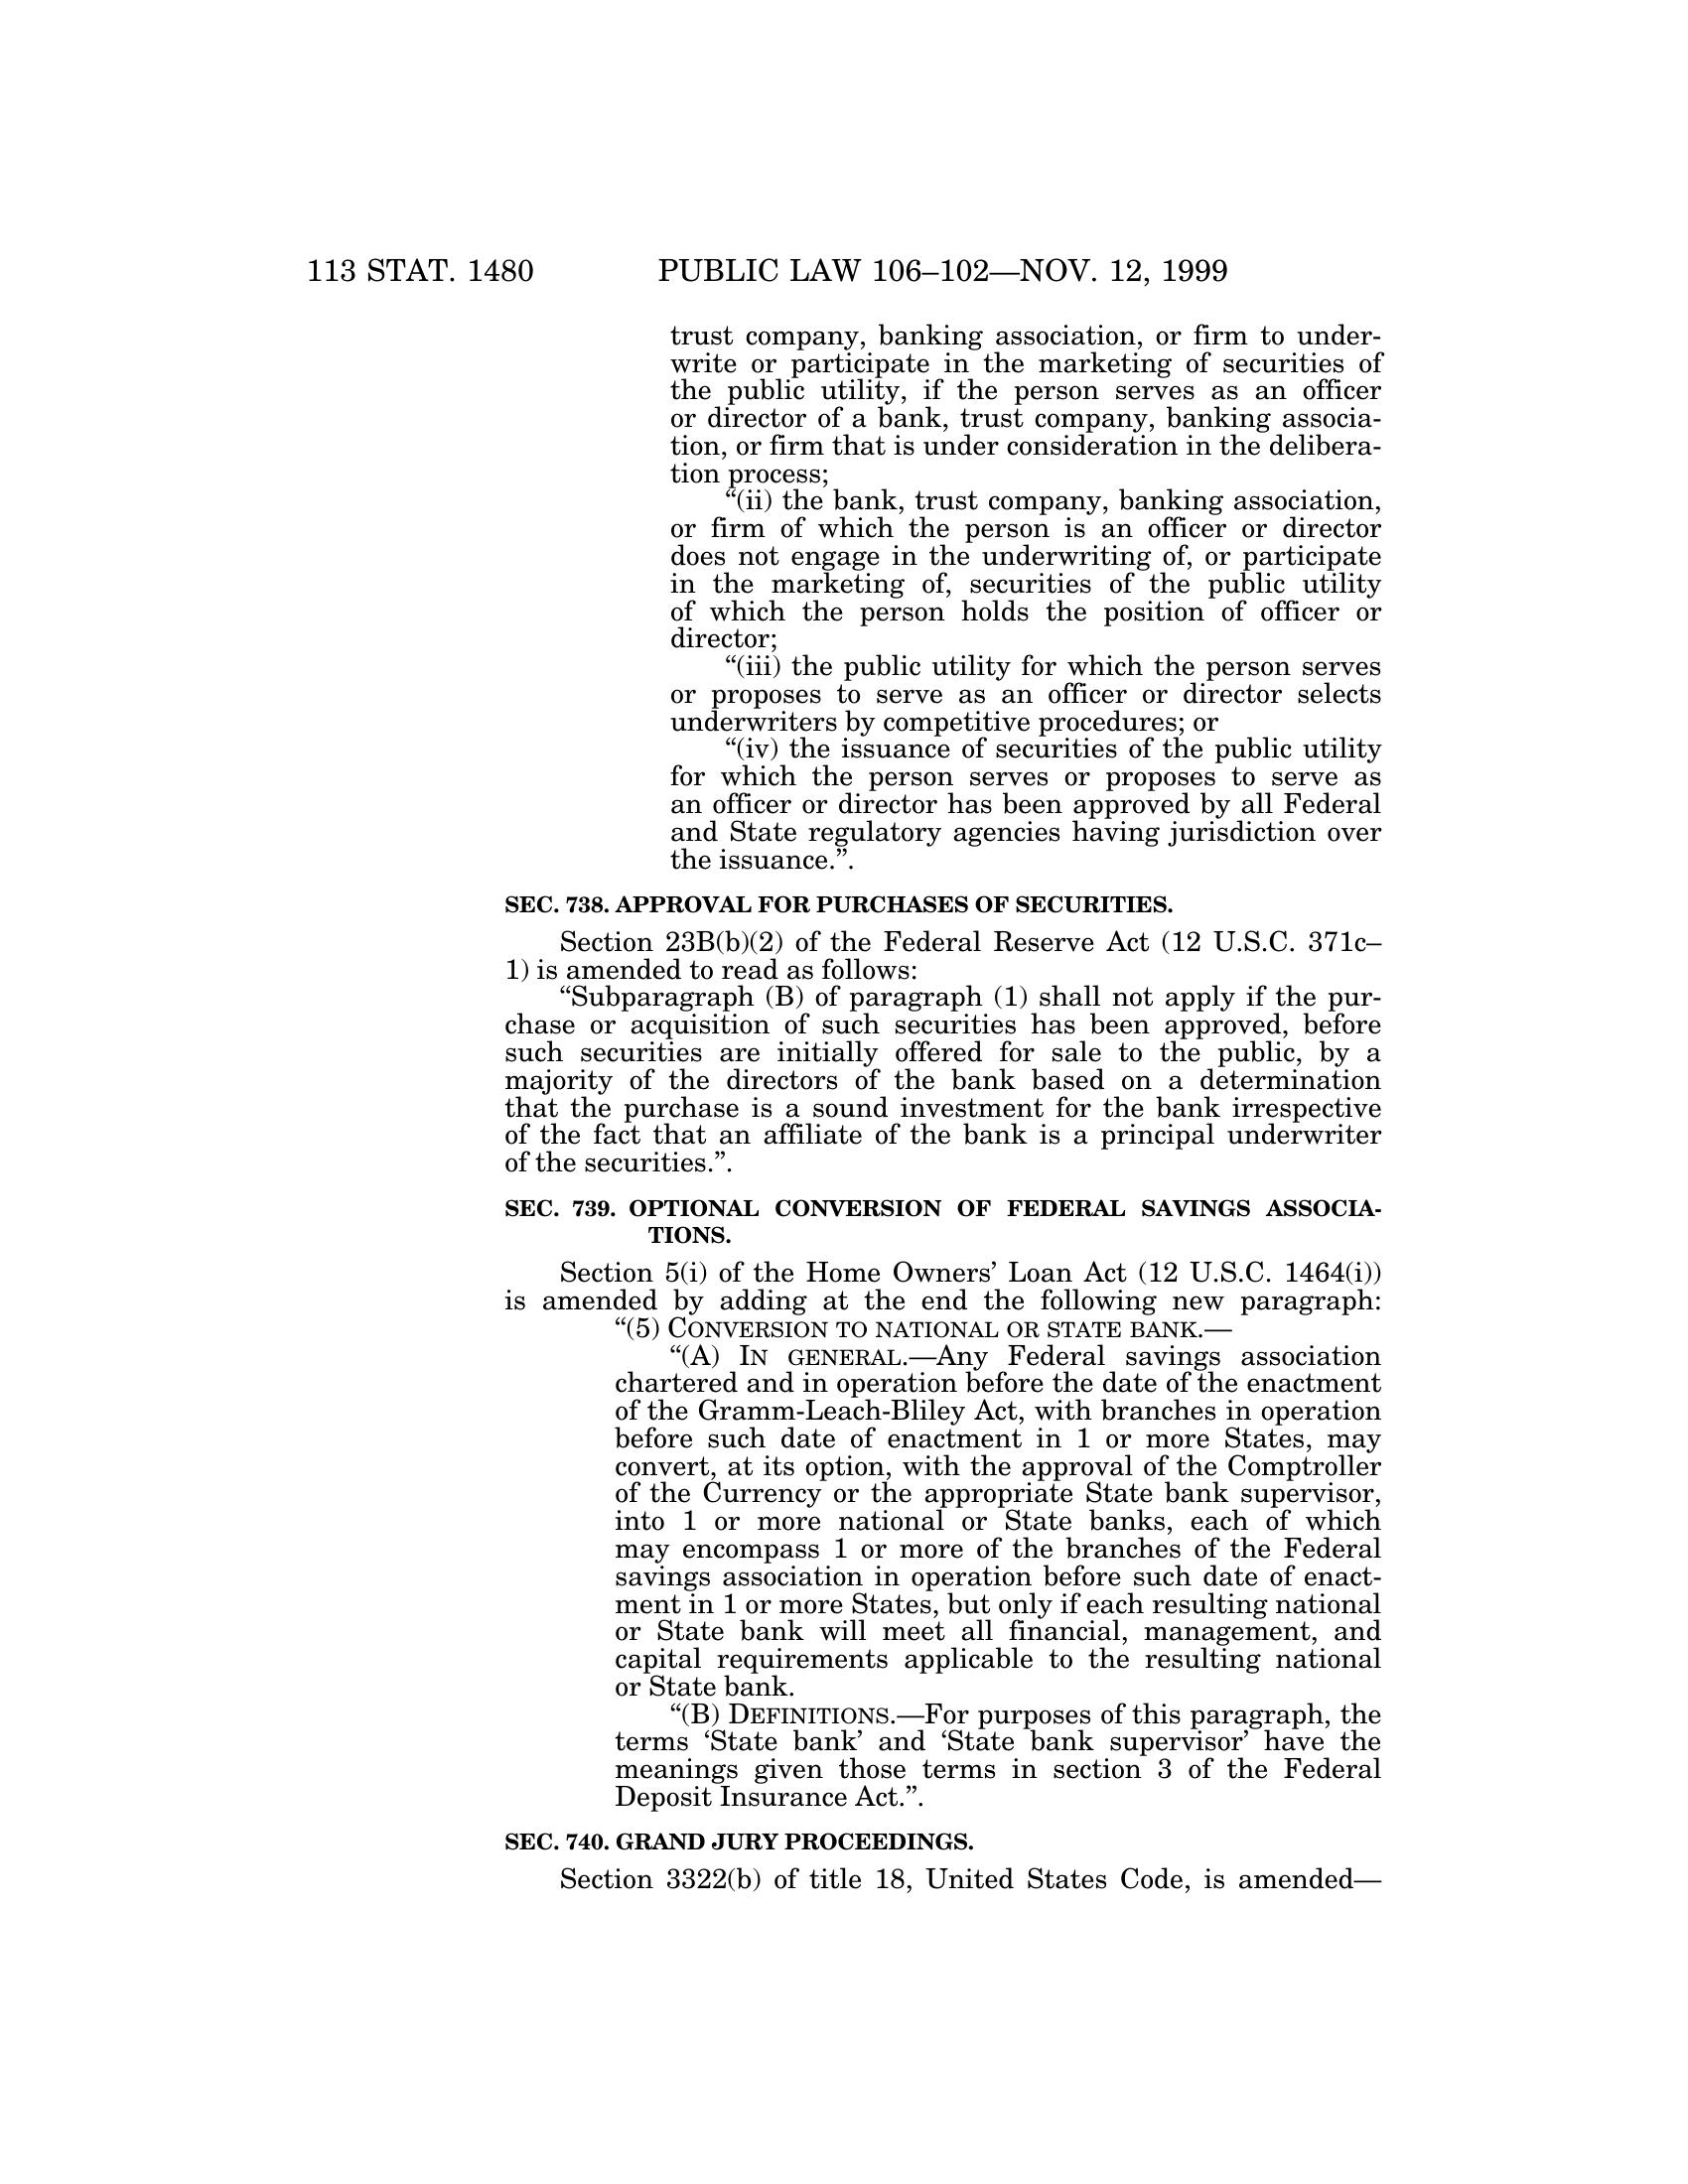 113 STAT. 1480 PUBLIC LAW 106–102—NOV. 12, 1999
trust company, banking association, or firm to under-
write or participate in the marketing of securities of
the public utility, if the person serves as an officer
or director of a bank, trust company, banking associa-
tion, or firm that is under consideration in the delibera-
tion process;
“(ii) the bank, trust company, banking association,
or firm of which the person is an officer or director
does not engage in the underwriting of, or participate
in the marketing of, securities of the public utility
of which the person holds the position of officer or
director;
“(iii) the public utility for which the person serves
or proposes to serve as an officer or director selects
underwriters by competitive procedures; or
“(iv) the issuance of securities of the public utility
for which the person serves or proposes to serve as
an officer or director has been approved by all Federal
and State regulatory agencies having jurisdiction over
the issuance.”.
SEC. 738. APPROVAL FOR PURCHASES OF SECURITIES.
Section 23B(b)(2) of the Federal Reserve Act (12 U.S.C. 371c–
1) is amended to read as follows:
“Subparagraph (B) of paragraph (1) shall not apply if the pur-
chase or acquisition of such securities has been approved, before
such securities are initially offered for sale to the public, by a
majority of the directors of the bank based on a determination
that the purchase is a sound investment for the bank irrespective
of the fact that an affiliate of the bank is a principal underwriter
of the securities.”.
SEC. 739. OPTIONAL CONVERSION OF FEDERAL SAVINGS ASSOCIA-
TIONS.
Section 5(i) of the Home Owners’ Loan Act (12 U.S.C. 1464(i))
is amended by adding at the end the following new paragraph:
“(5) CONVERSION TO NATIONAL OR STATE BANK.—
“(A) IN GENERAL.—Any Federal savings association
chartered and in operation before the date of the enactment
of the Gramm-Leach-Bliley Act, with branches in operation
before such date of enactment in 1 or more States, may
convert, at its option, with the approval of the Comptroller
of the Currency or the appropriate State bank supervisor,
into 1 or more national or State banks, each of which
may encompass 1 or more of the branches of the Federal
savings association in operation before such date of enact-
ment in 1 or more States, but only if each resulting national
or State bank will meet all financial, management, and
capital requirements applicable to the resulting national
or State bank.
“(B) DEFINITIONS.—For purposes of this paragraph, the
terms ‘State bank’ and ‘State bank supervisor’ have the
meanings given those terms in section 3 of the Federal
Deposit Insurance Act.”.
SEC. 740. GRAND JURY PROCEEDINGS.
Section 3322(b) of title 18, United States Code, is amended—